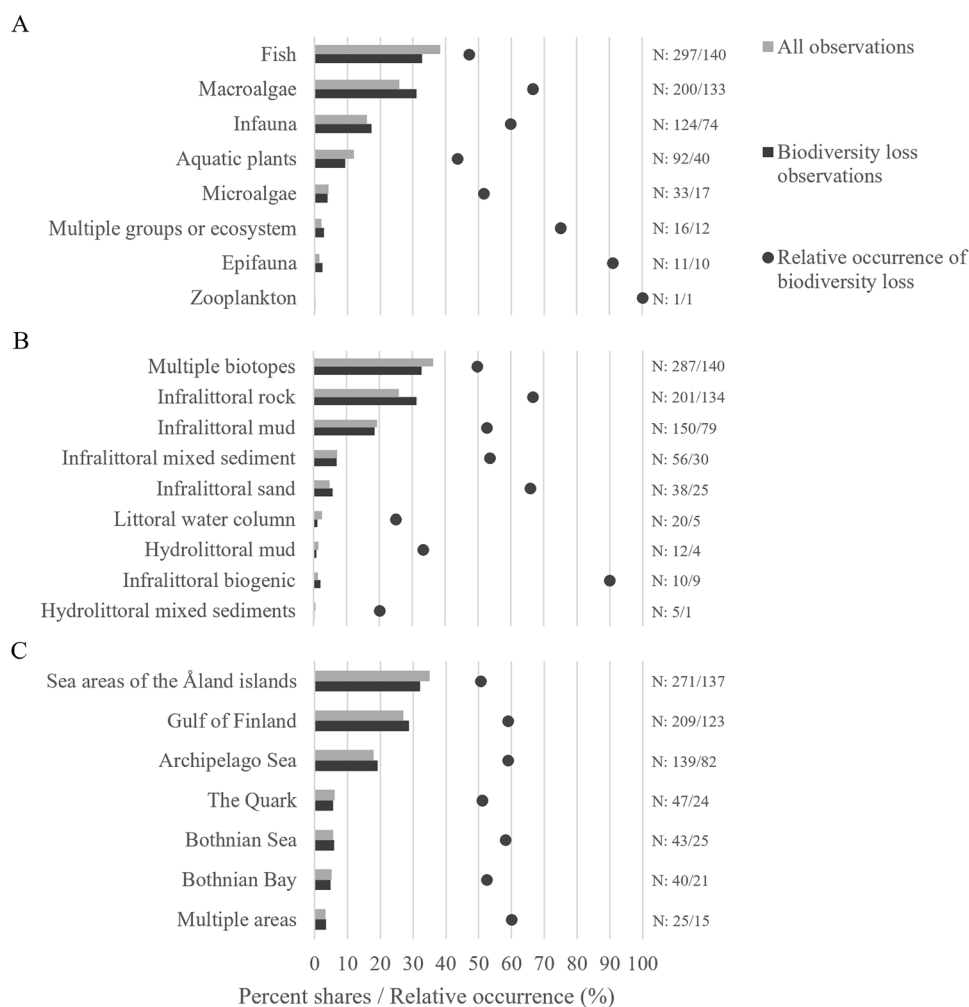 A
Fish
N: 297/140
All observations
Macroalgae
N: 200/133
Infauna
N: 124/74
Biodiversity loss
observations
Aquatic plants
N: 92/40
Microalgae
N: 33/17
Multiple groups or ecosystem
N: 16/12
Epifauna
N: 11/10
Relative occurrence of
biodiversity loss
Zooplankton
N: 1/1
B
Multiple biotopes
N: 287/140
Infralittoral rock
N: 201/134
Infralittoral mud
N: 150/79
Infralittoral mixed sediment
N: 56/30
Infralittoral sand
N: 38/25
Littoral water column
N: 20/5
Hydrolittoral mud
N: 12/4
Infralittoral biogenic
N: 10/9
Hydrolittoral mixed sediments
N: 5/1
C
Sea areas of the Åland islands
N: 271/137
Gulf of Finland
N: 209/123
Archipelago Sea
N: 139/82
The Quark
N: 47/24
Bothnian Sea
N: 43/25
Bothnian Bay
N: 40/21
Multiple areas
N: 25/15
0 10 20 30 40 50 60 70 80 90 100
Percent shares / Relative occurrence (%)